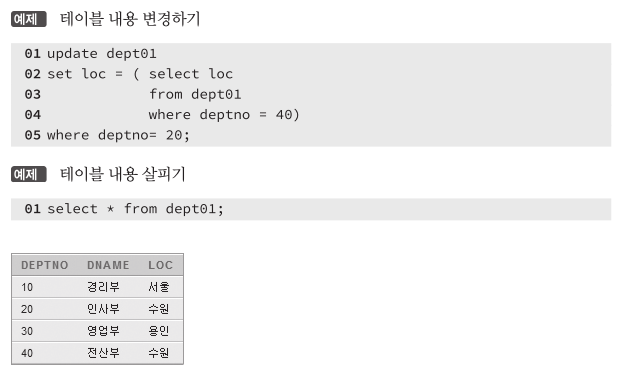 예제 테이블 내용 변경하기
01 update dept01
02 set loc = ( select loc
03 from dept01
04 where deptno = 40)
05 where deptno= 20;
예제 테이블 내용 살피기
01 select * from dept01;
DEPTNO DNAME LOC
10 경리부 서울
20 인사부 수원
30 영업부 용인
40 전산부 수원